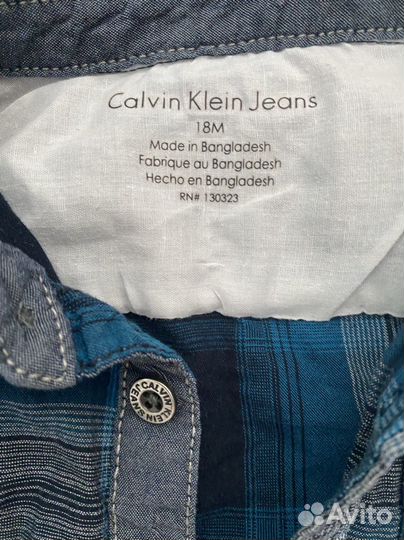 Calvin Klein Jeans
18M
Made in Bangladesh
Fabrique au Bangladesh
Hecho en Bangladesh
RN# 130323
CALVIN KLEIN JEANS
Avito